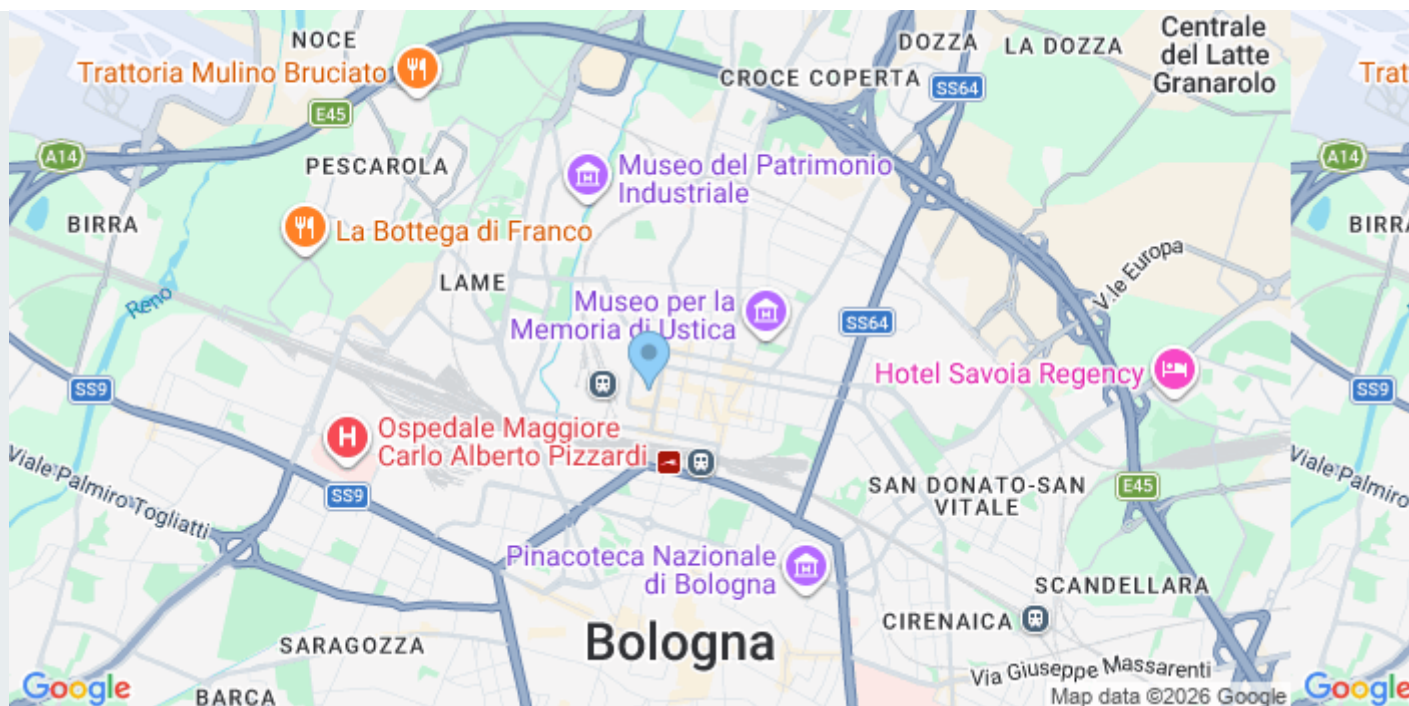 NOCE
Trattoria Mulino Bruciato
DOZZA
LA DOZZA
Centrale
del Latte
Granarolo
Trat
CROCE COPERTA
SS64
E45
A14
PESCAROLA
Museo del Patrimonio
Industriale
A14
BIRRA
La Bottega di Franco
BIRRA
LAME
V.le Europa
Reno
Museo per la
Memoria di Ustica
SS64
Hotel Savoia Regency
SS9
SS9
Ospedale Maggiore
Carlo Alberto Pizzardi
H
Viale Palmiro Togliatti
SS9
SAN DONATO-SAN
VITALE
E45
Viale Palmiro
Pinacoteca Nazionale
di Bologna
SCANDELLARA
CIRENAICA
SARAGOZZA
Bologna
Via Giuseppe Massarenti
BARCA
Google
Map data ©2026 Google
Google